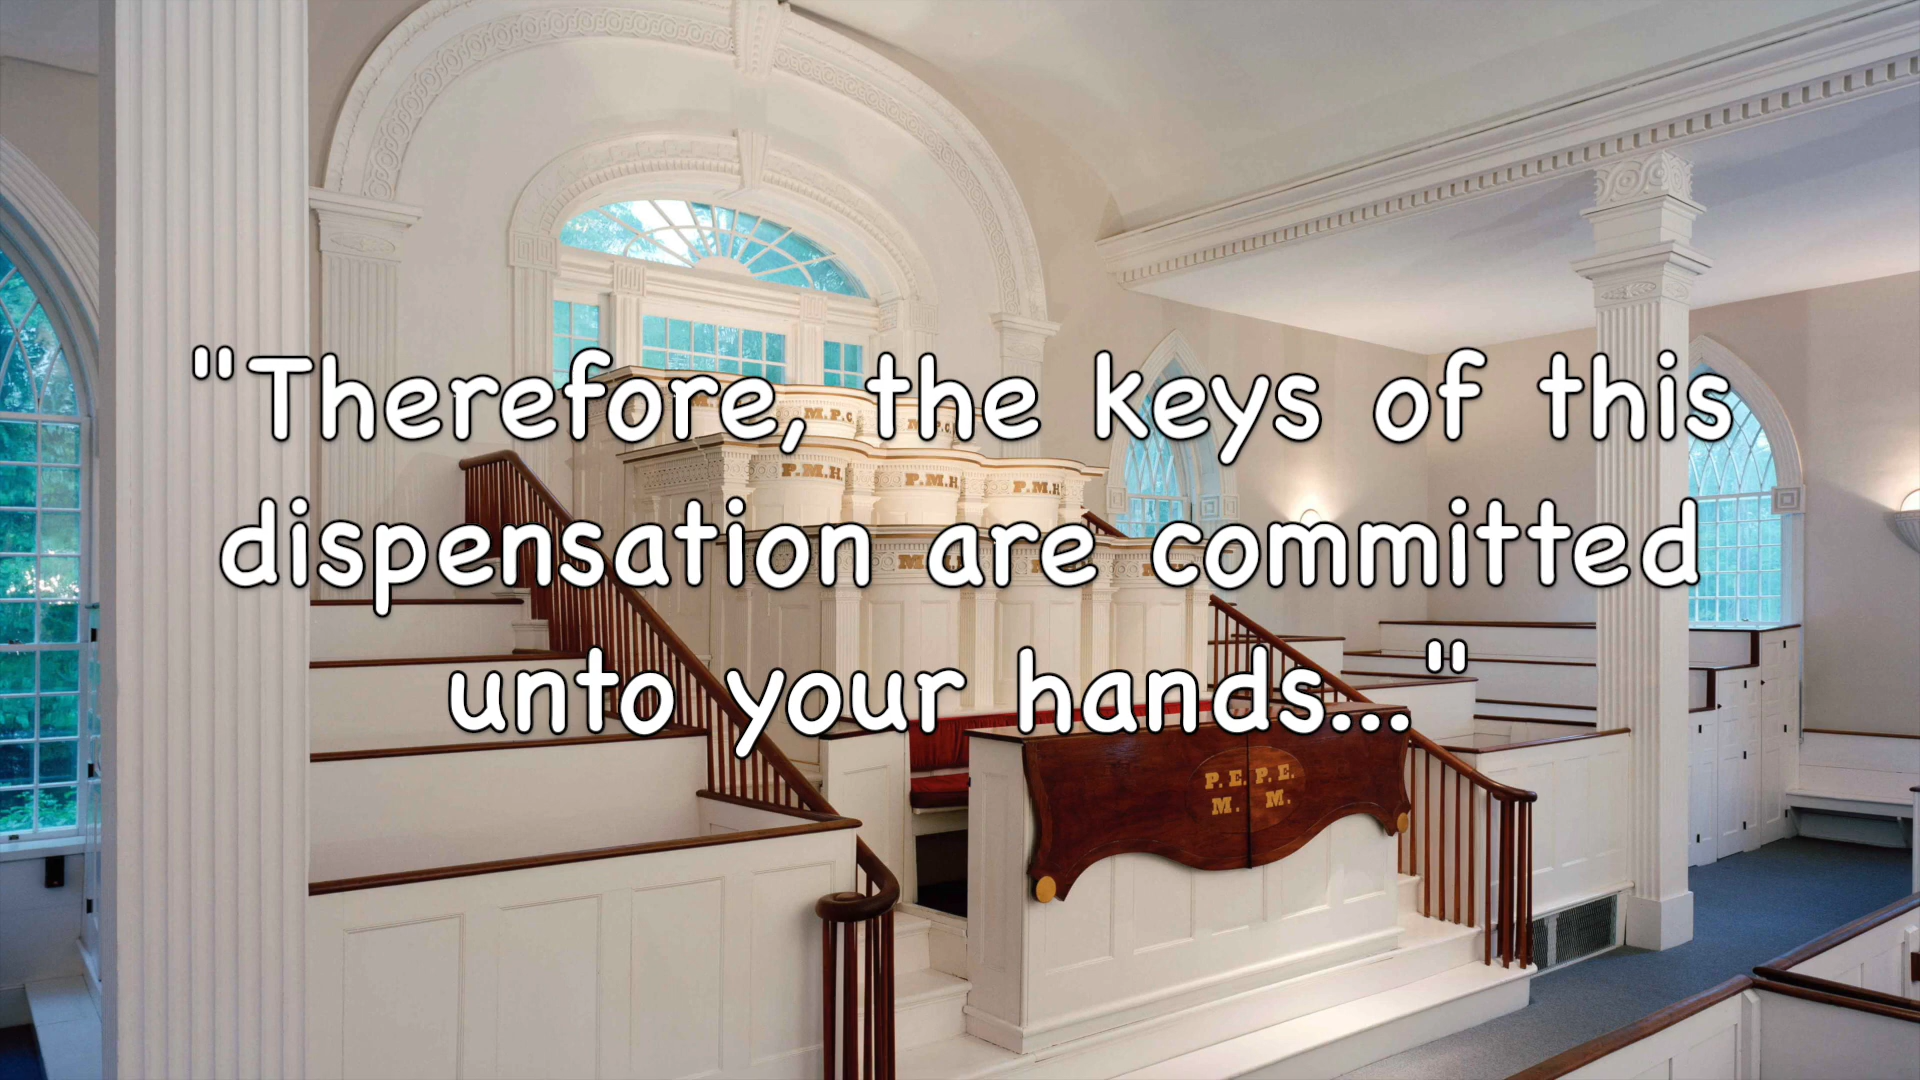 "Therefore, the keys of this
dispensation are committed
unto your hands..."
M.P.C
P.M.H.
P.M.H
P.M.H
P. E. P. E.
M. M.